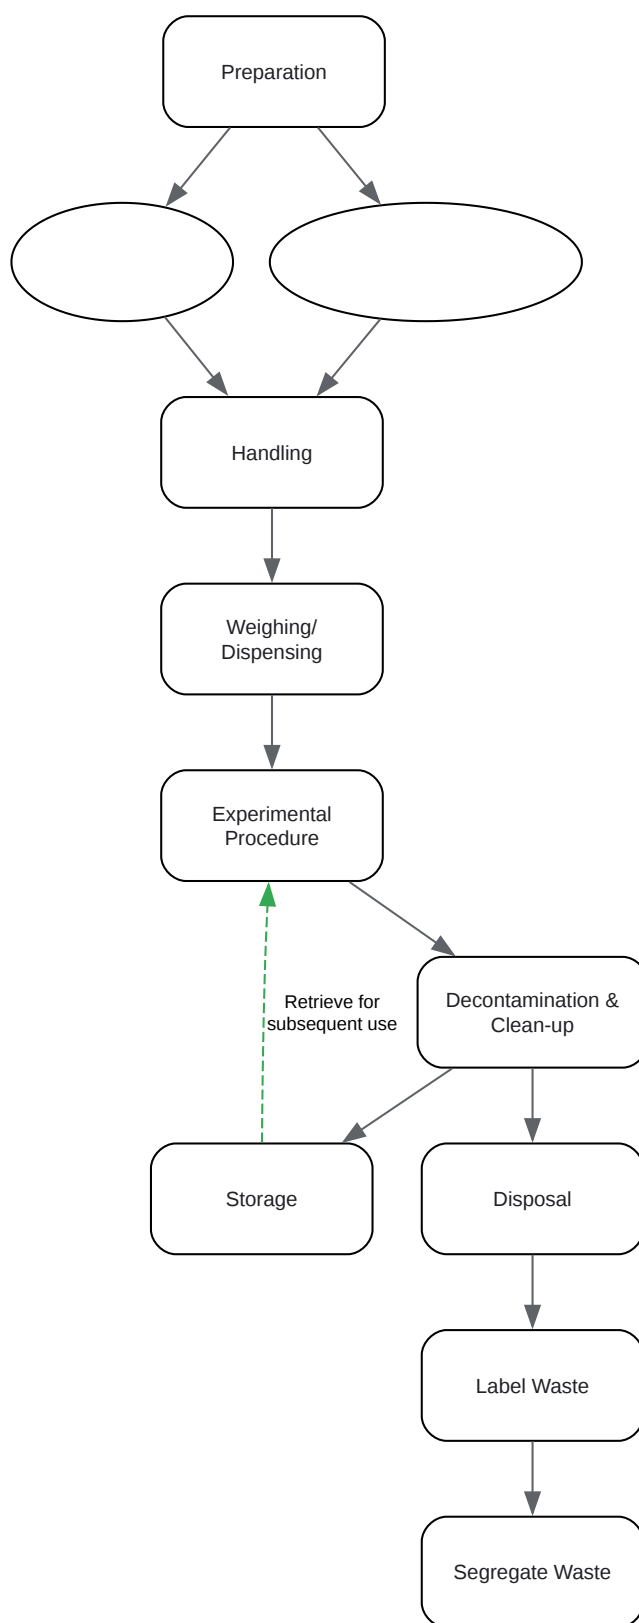 Preparation
Handling
Weighing/
Dispensing
Experimental
Procedure
Decontamination &
Clean-up
Retrieve for
subsequent use
Storage
Disposal
Label Waste
Segregate Waste